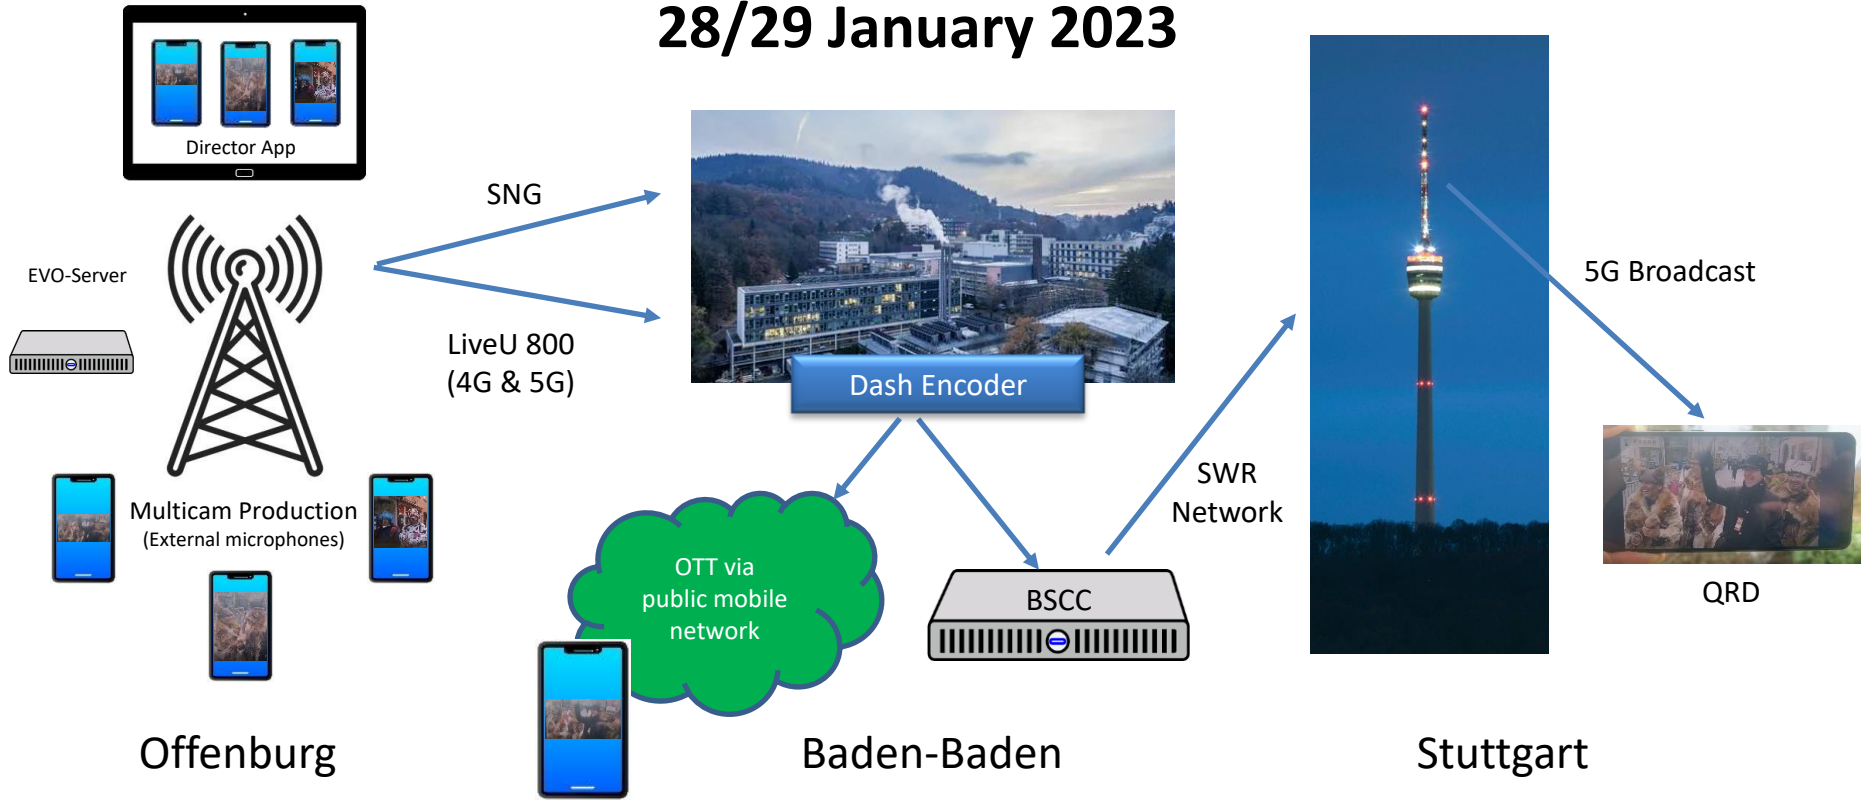 28/29 January 2023
Director App
SNG
EVO-Server
5G Broadcast
LiveU 800
(4G & 5G)
Dash Encoder
SWR
Network
Multicam Production
(External microphones)
OTT via
public mobile
network
BSCC
QRD
Offenburg
Baden-Baden
Stuttgart